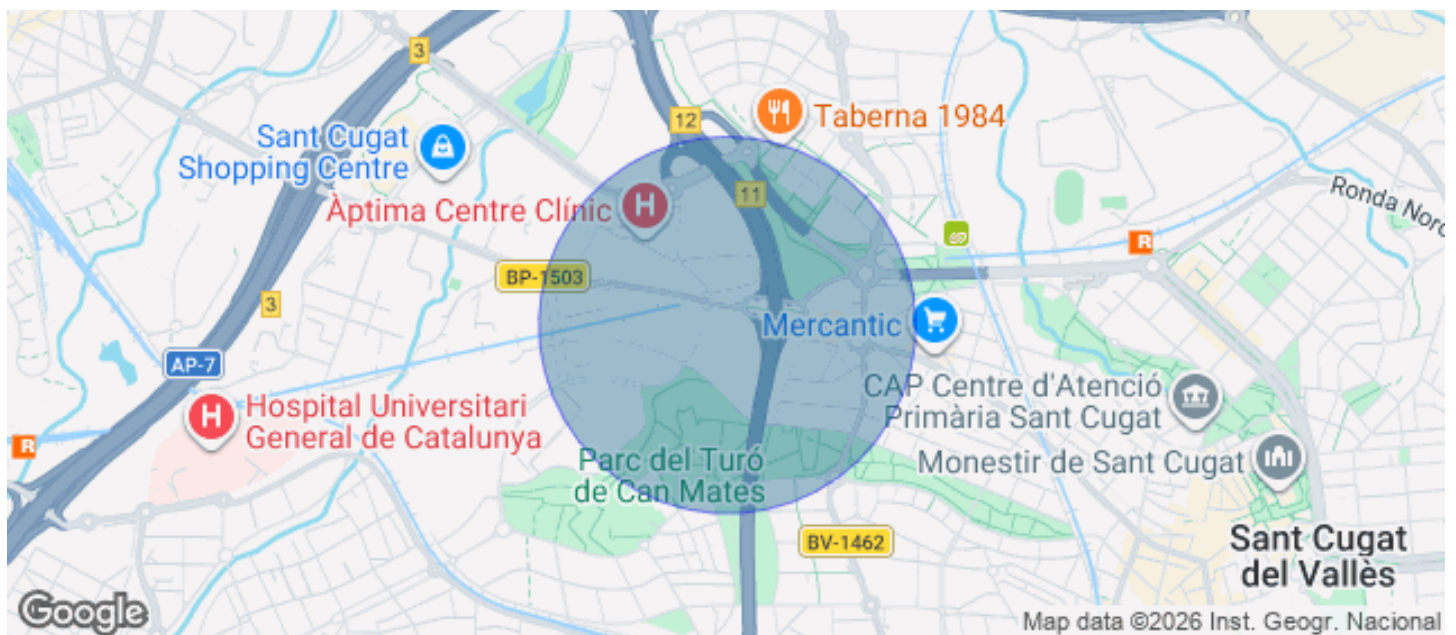 3
12
Taberna 1984
Sant Cugat
Shopping Centre
11
Àptima Centre Clínic
H
Ronda Nord
R
BP-1503
3
Mercantic
AP-7
CAP Centre d'Atenció
Primària Sant Cugat
H
Hospital Universitari
General de Catalunya
R
Monestir de Sant Cugat
Parc del Turó
de Can Mates
BV-1462
Sant Cugat
del Vallès
Google
Map data ©2026 Inst. Geogr. Nacional